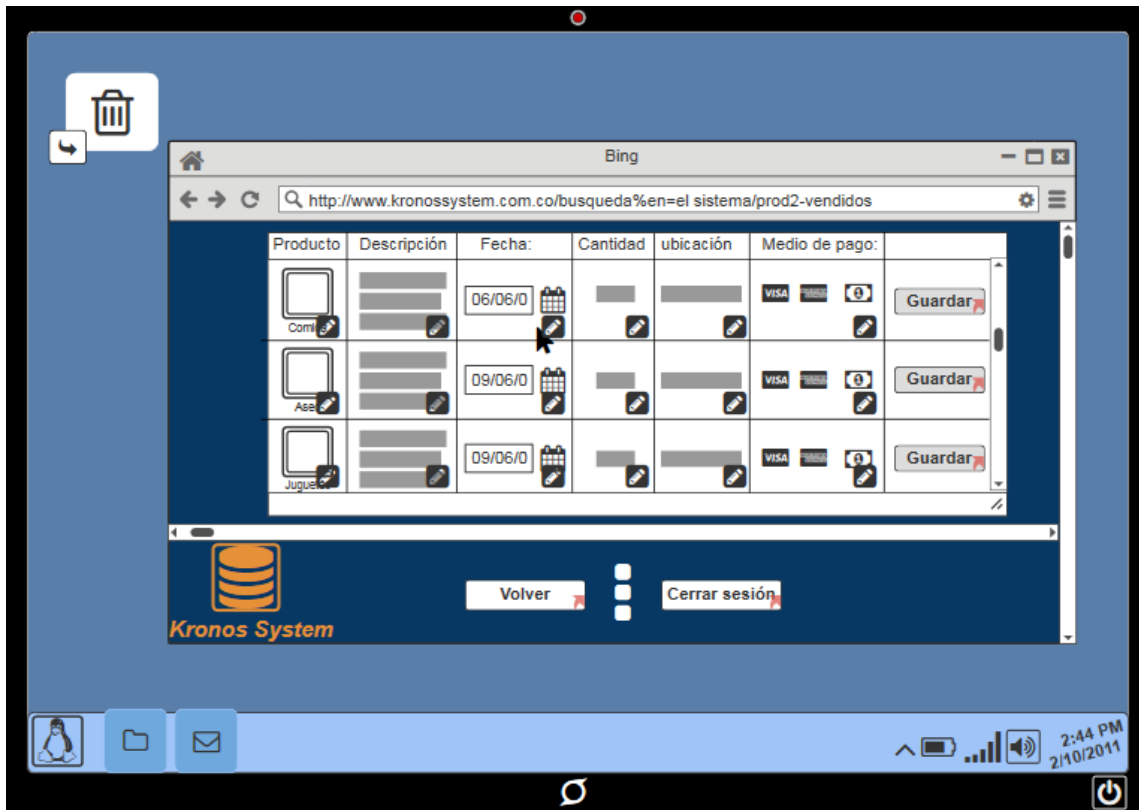 Bing
http://www.kronossystem.com.co/busqueda%en=el sistema/prod2-vendidos
Producto Descripción Fecha: Cantidad ubicación Medio de pago:
06/06/0 VISA Guardar
09/06/0 VISA Guardar
09/06/0 VISA Guardar
Volver Cerrar sesión
Kronos System
2:44 PM
2/10/2011